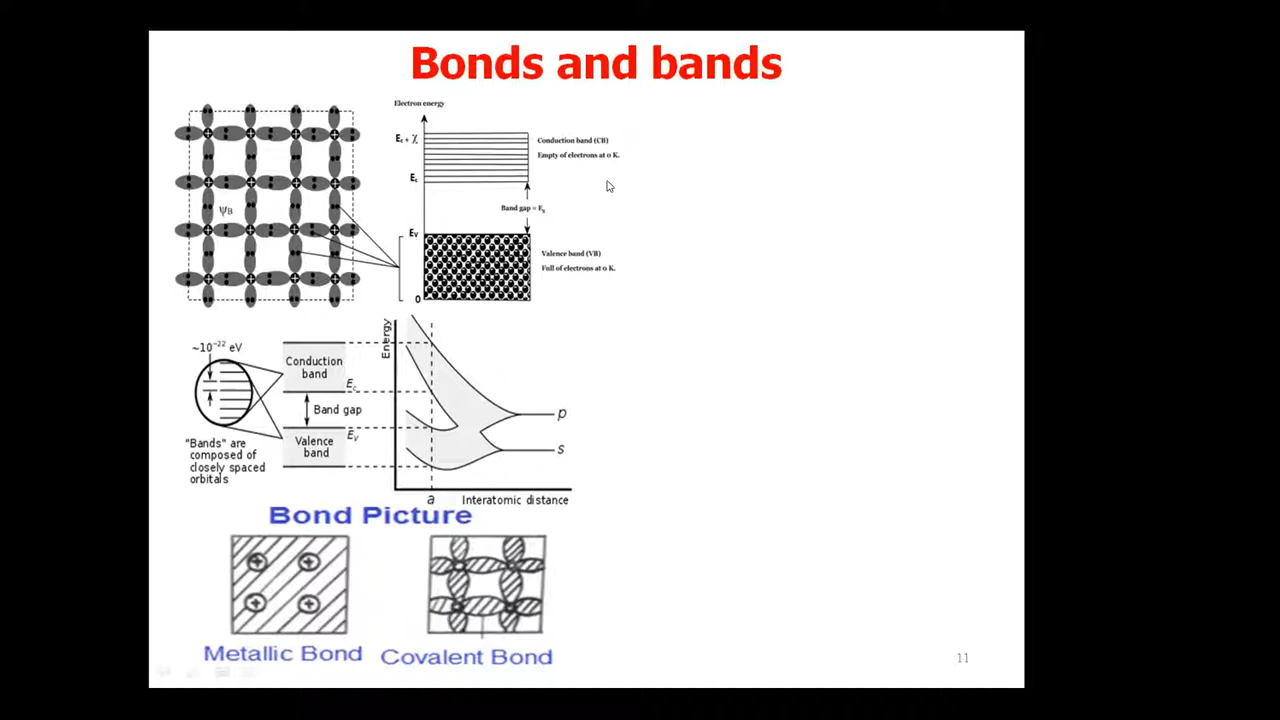 Bonds and bands
Electron energy
Ec + χ
Conduction band (CB)
Empty of electrons at 0 K.
Ec
ψB
Band gap = Eg
Ev
Valence band (VB)
Full of electrons at 0 K.
0
~10⁻²² eV
Conduction
band
Ec
Band gap
Ev
Valence
band
"Bands" are
composed of
closely spaced
orbitals
Energy
p
s
a
Interatomic distance
Bond Picture
Metallic Bond
Covalent Bond
11